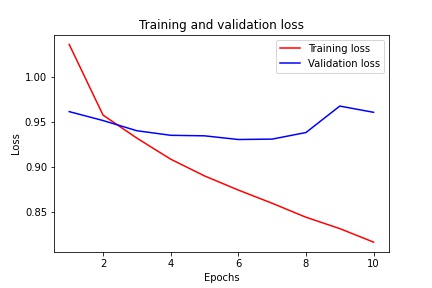 Training and validation loss
Training loss
Validation loss
1.00
0.95
0.90
0.85
Loss
2
4
6
8
10
Epochs